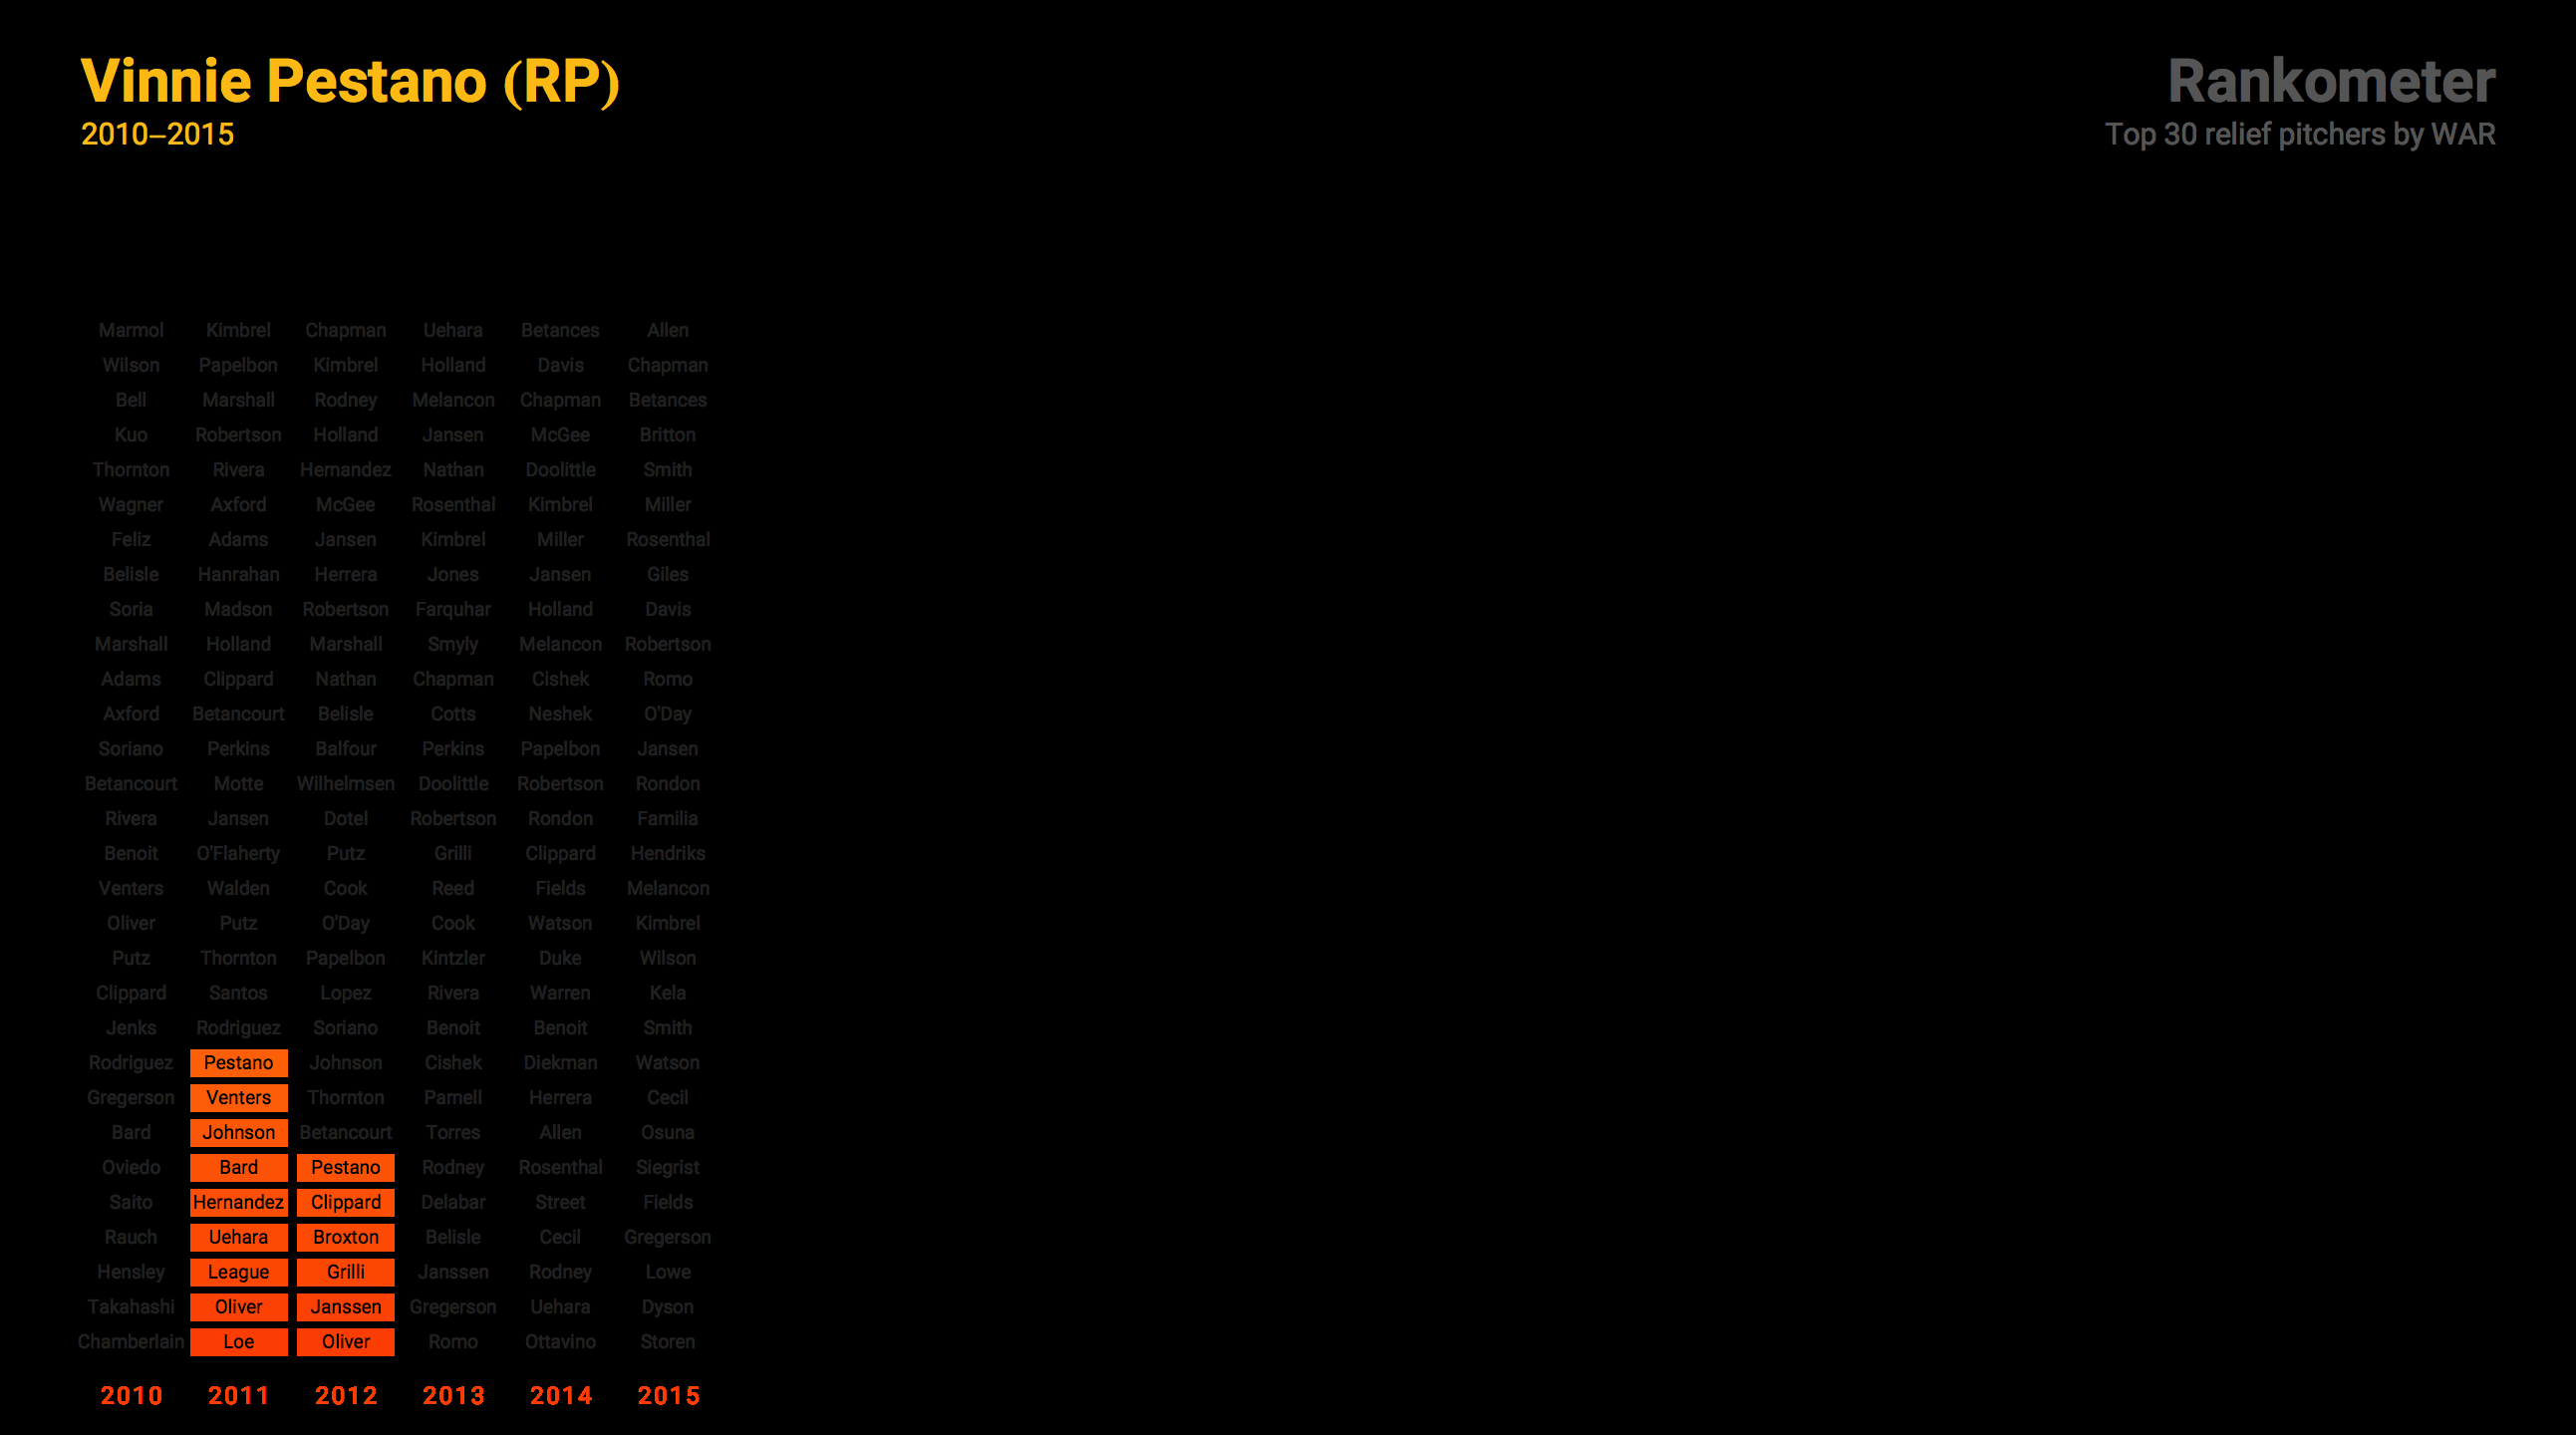 Vinnie Pestano (RP)
2010–2015
Rankometer
Top 30 relief pitchers by WAR
Marmol Kimbrel Chapman Uehara Betances Allen
Wilson Papelbon Kimbrel Holland Davis Chapman
Bell Marshall Rodney Melancon Chapman Betances
Kuo Robertson Holland Jansen McGee Britton
Thornton Rivera Hernandez Nathan Doolittle Smith
Wagner Axford McGee Rosenthal Kimbrel Miller
Feliz Adams Jansen Kimbrel Miller Rosenthal
Belisle Hanrahan Herrera Jones Jansen Giles
Soria Madson Robertson Farquhar Holland Davis
Marshall Holland Marshall Smyly Melancon Robertson
Adams Clippard Nathan Chapman Cishek Romo
Axford Betancourt Belisle Cotts Neshek O'Day
Soriano Perkins Balfour Perkins Papelbon Jansen
Betancourt Motte Wilhelmsen Doolittle Robertson Rondon
Rivera Jansen Dotel Robertson Rondon Familia
Benoit O'Flaherty Putz Grilli Clippard Hendriks
Venters Walden Cook Reed Fields Melancon
Oliver Putz O'Day Cook Watson Kimbrel
Putz Thornton Papelbon Kintzler Duke Wilson
Clippard Santos Lopez Rivera Warren Kela
Jenks Rodriguez Soriano Benoit Benoit Smith
Rodriguez Pestano Johnson Cishek Diekman Watson
Gregerson Venters Thornton Parnell Herrera Cecil
Bard Johnson Betancourt Torres Allen Osuna
Oviedo Bard Pestano Rodney Rosenthal Siegrist
Saito Hernandez Clippard Delabar Street Fields
Rauch Uehara Broxton Belisle Cecil Gregerson
Hensley League Grilli Janssen Rodney Lowe
Takahashi Oliver Janssen Gregerson Uehara Dyson
Chamberlain Loe Oliver Romo Ottavino Storen
2010 2011 2012 2013 2014 2015